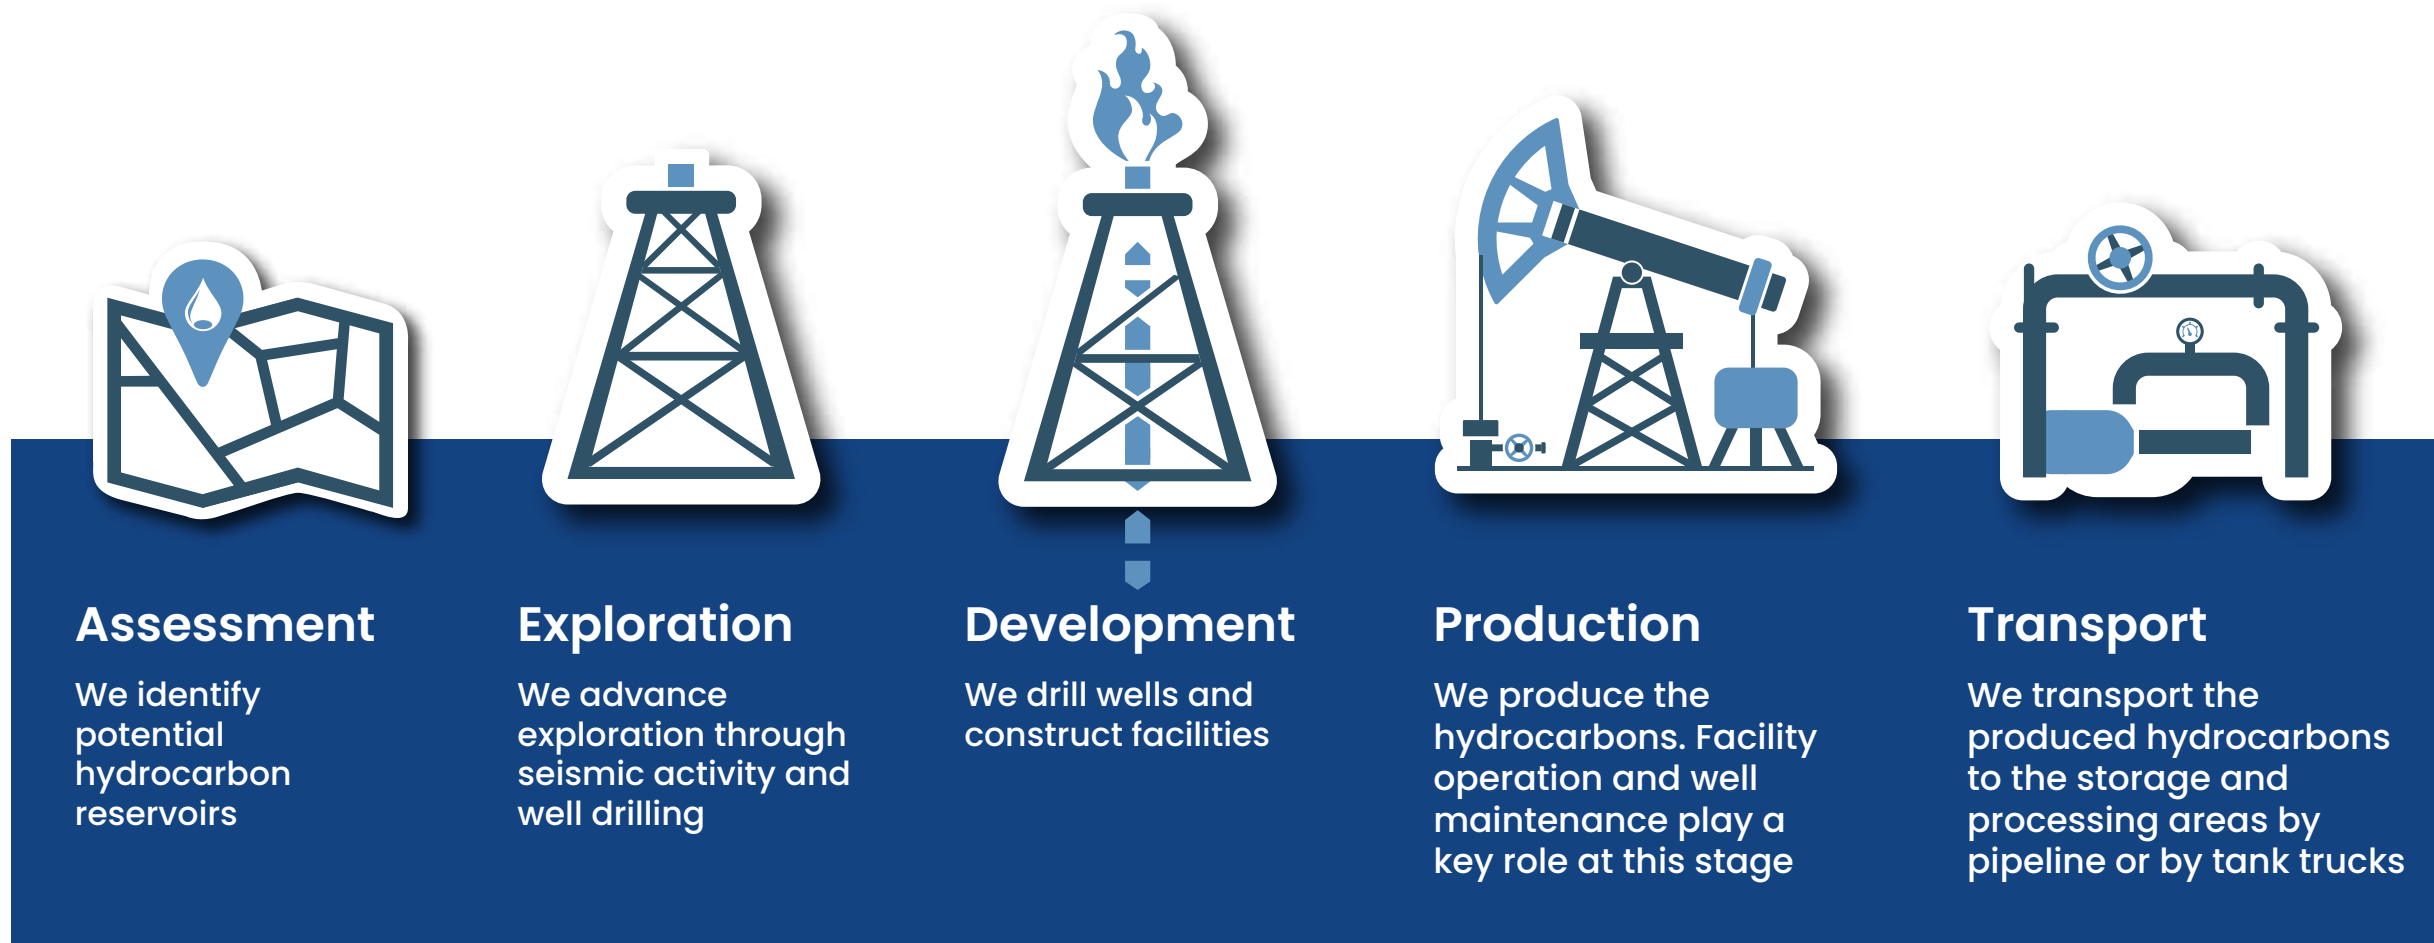 Assessment
We identify
potential
hydrocarbon
reservoirs
Exploration
We advance
exploration through
seismic activity and
well drilling
Development
We drill wells and
construct facilities
Production
We produce the
hydrocarbons. Facility
operation and well
maintenance play a
key role at this stage
Transport
We transport the
produced hydrocarbons
to the storage and
processing areas by
pipeline or by tank trucks